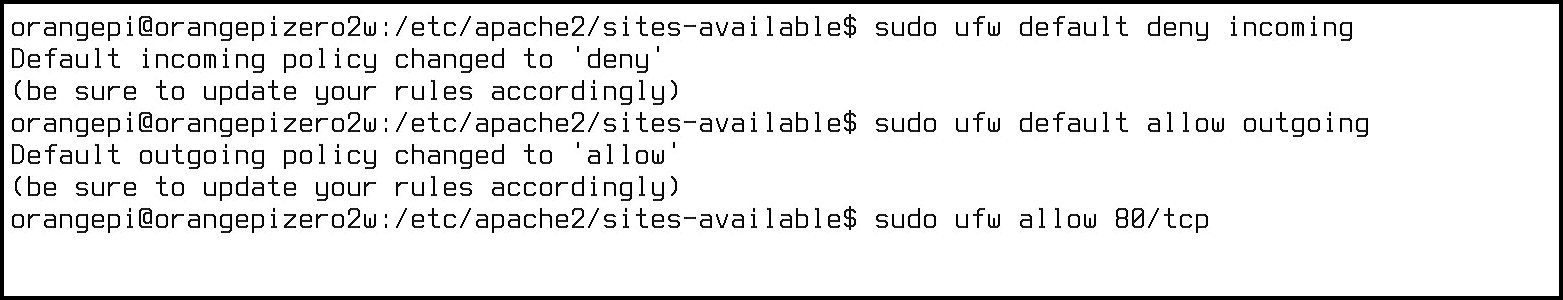 orangepi@orangepizero2w:/etc/apache2/sites-available$ sudo ufw default deny incoming
Default incoming policy changed to 'deny'
(be sure to update your rules accordingly)
orangepi@orangepizero2w:/etc/apache2/sites-available$ sudo ufw default allow outgoing
Default outgoing policy changed to 'allow'
(be sure to update your rules accordingly)
orangepi@orangepizero2w:/etc/apache2/sites-available$ sudo ufw allow 80/tcp